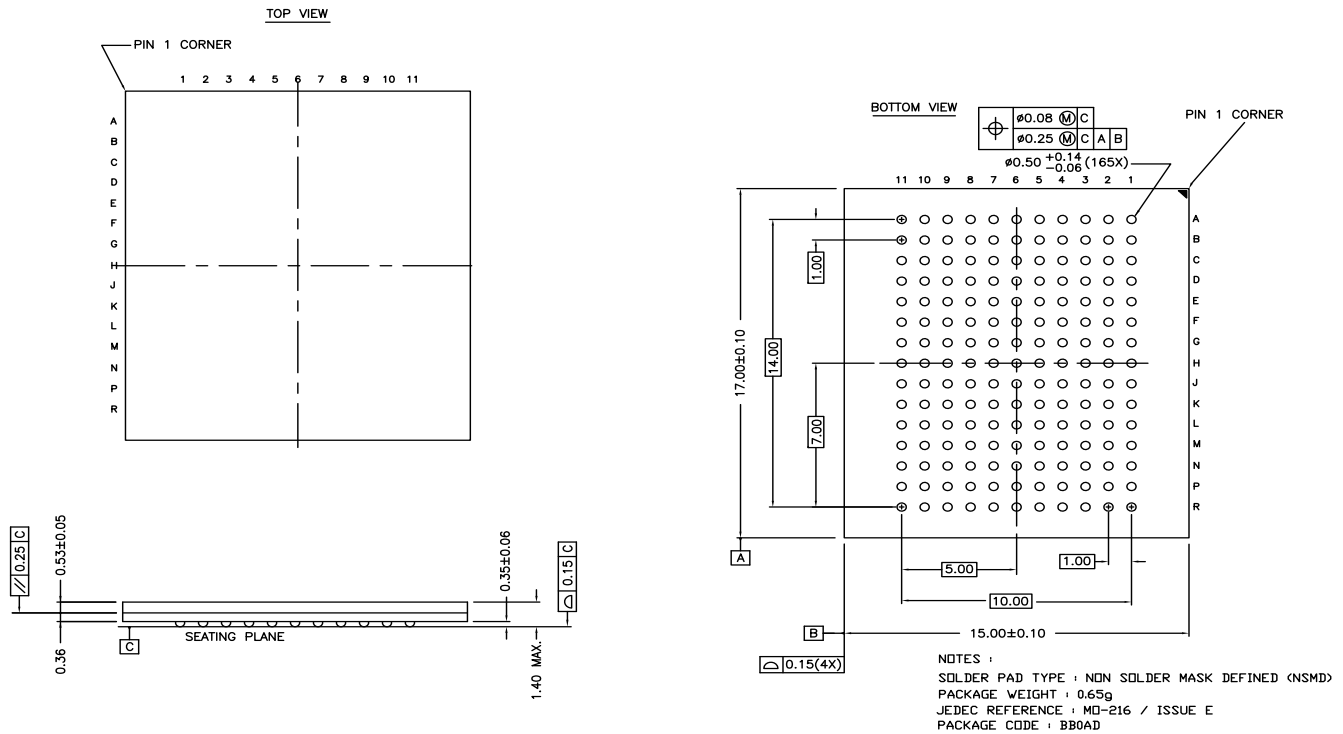 TOP VIEW
PIN 1 CORNER
1 2 3 4 5 6 7 8 9 10 11
A
B
C
D
E
F
G
H
J
K
L
M
N
P
R
BOTTOM VIEW
PIN 1 CORNER
ø0.08 Ⓜ C
ø0.25 Ⓜ C A B
ø0.50 +0.14 -0.06 (165X)
11 10 9 8 7 6 5 4 3 2 1
A
B
C
D
E
F
G
H
J
K
L
M
N
P
R
1.00
14.00
17.00±0.10
7.00
A
5.00
1.00
10.00
B
15.00±0.10
0.15(4X)
0.25 C
0.53±0.05
0.36
C
SEATING PLANE
0.35±0.06
0.15 C
1.40 MAX.
NOTES :
SOLDER PAD TYPE : NON SOLDER MASK DEFINED (NSMD)
PACKAGE WEIGHT : 0.65g
JEDEC REFERENCE : MO-216 / ISSUE E
PACKAGE CODE : BB0AD